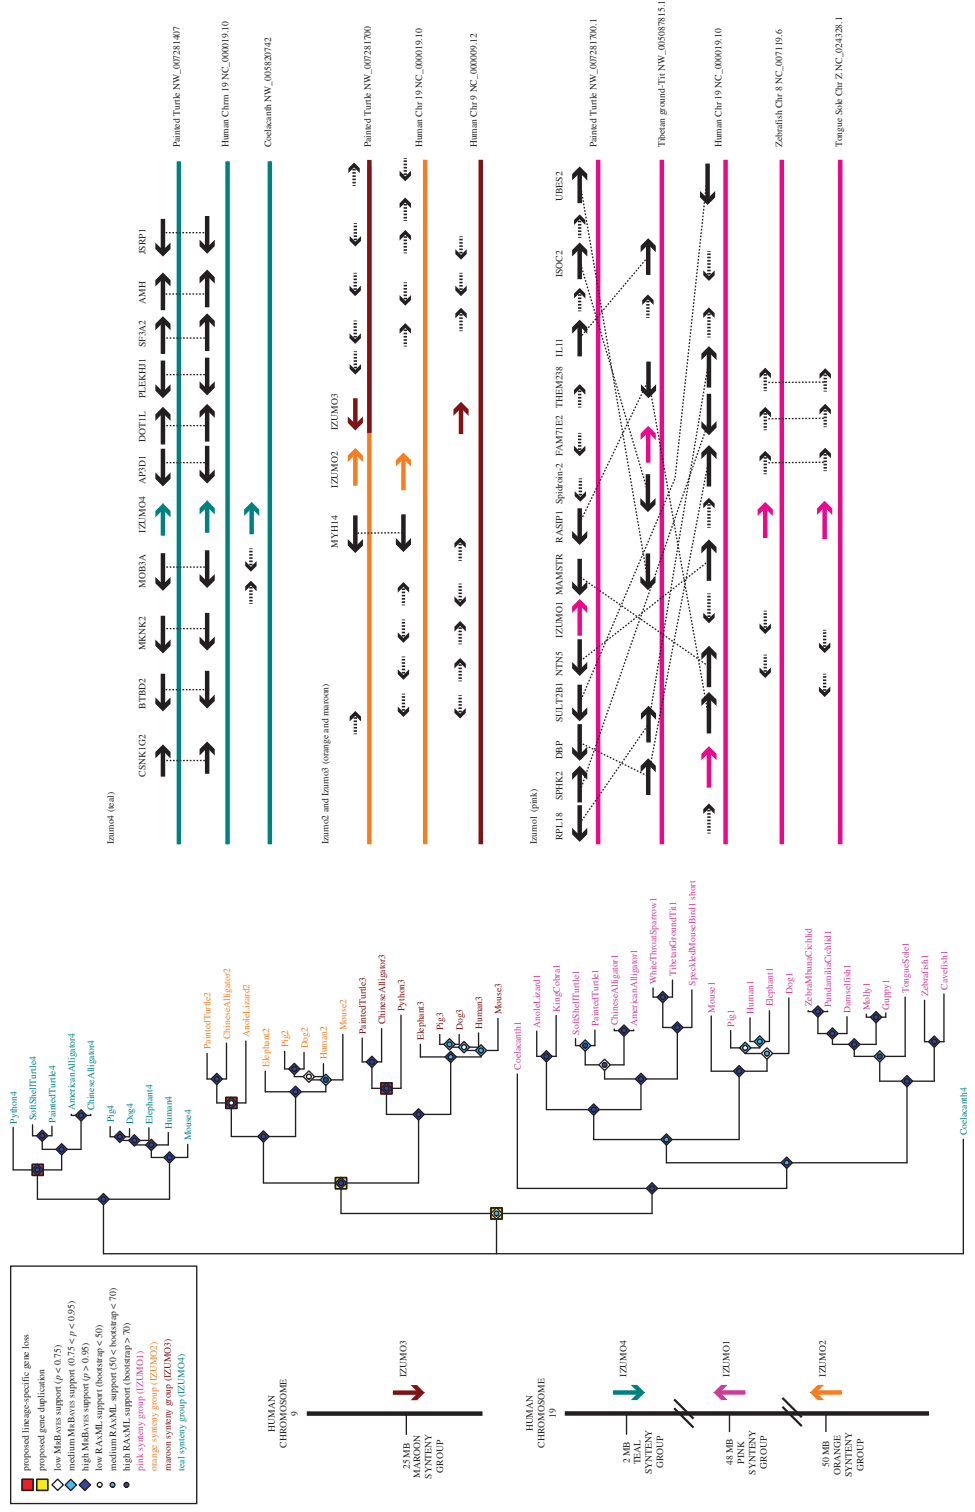 proposed lineage-specific gene loss
proposed gene duplication
low MRBAYES support (p < 0.75)
medium MRBAYES support (0.75 < p < 0.95)
high MRBAYES support (p > 0.95)
low RAxML support (bootstrap < 50)
medium RAxML support (50 < bootstrap < 70)
high RAxML support (bootstrap > 70)
pink synteny group (IZUMO1)
orange synteny group (IZUMO2)
maroon synteny group (IZUMO3)
teal synteny group (IZUMO4)
HUMAN
CHROMOSOME
9
IZUMO3
25 MB
MAROON
SYNTENY
GROUP
HUMAN
CHROMOSOME
19
IZUMO4
IZUMO1
IZUMO2
2 MB
TEAL
SYNTENY
GROUP
48 MB
PINK
SYNTENY
GROUP
50 MB
ORANGE
SYNTENY
GROUP
Python4
SoftShellTurtle4
PaintedTurtle4
AmericanAlligator4
ChineseAlligator4
Pig4
Dog4
Elephant4
Human4
Mouse4
PaintedTurtle2
ChineseAlligator2
AnoleLizard2
Elephant2
Pig2
Dog2
Human2
Mouse2
PaintedTurtle3
ChineseAlligator3
Python3
Elephant3
Pig3
Dog3
Human3
Mouse3
Coelacanth1
AnoleLizard1
KingCobra1
SoftShellTurtle1
PaintedTurtle1
ChineseAlligator1
AmericanAlligator1
WhiteThroatSparrow1
TibetanGroundTit1
SpeckledMouseBird1 short
Mouse1
Pig1
Human1
Elephant1
Dog1
ZebraMbunaCichlid
PundamiliaCichlid1
Damselfish1
Molly1
Guppy1
TongueSole1
Zebrafish1
Cavefish1
Coelacanth4
Izumo4 (teal)
CSNK1G2
BTBD2
MKNK2
MOB3A
IZUMO4
AP3D1
DOT1L
PLEKHJ1
SF3A2
AMH
JSRP1
Painted Turtle NW_007281407
Human Chrm 19 NC_000019.10
Coelacanth NW_005820742
Izumo2 and Izumo3 (orange and maroon)
MYH14
IZUMO2
IZUMO3
Painted Turtle NW_007281700
Human Chr 19 NC_000019.10
Human Chr 9 NC_000009.12
Izumo1 (pink)
RPL18
SPHK2
DBP
SULT2B1
NTN5
IZUMO1
MAMSTR
RASIP1
Spidroin-2
FAM71E2
THEM238
IL11
ISOC2
UBES2
Painted Turtle NW_007281700.1
Tibetan ground-Tit NW_005087815.1
Human Chr 19 NC_000019.10
Zebrafish Chr 8 NC_007119.6
Tongue Sole Chr Z NC_024328.1